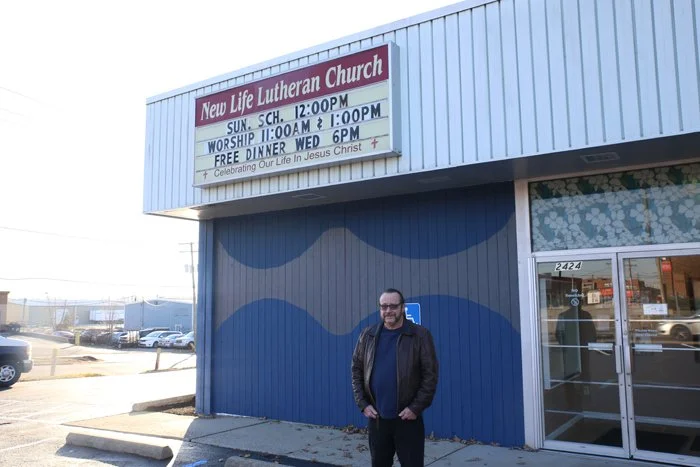 New Life Lutheran Church
SUN. SCH. 12:00PM
WORSHIP 11:00AM & 1:00PM
FREE DINNER WED 6PM
Celebrating Our Life In Jesus Christ
2424